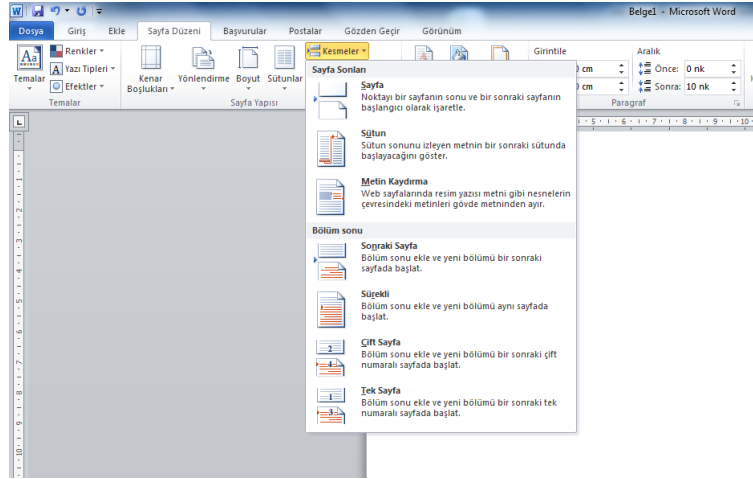 Belge1 - Microsoft Word
Dosya Giriş Ekle Sayfa Düzeni Başvurular Postalar Gözden Geçir Görünüm
Temalar
Renkler
Yazı Tipleri
Efektler
Temalar
Kenar Boşlukları
Yönlendirme
Boyut
Sütunlar
Sayfa Yapısı
Kesmeler
Sayfa Sonları
Sayfa
Noktayı bir sayfanın sonu ve bir sonraki sayfanın
başlangıcı olarak işaretle.
Sütun
Sütun sonunu izleyen metnin bir sonraki sütunda
başlayacağını göster.
Metin Kaydırma
Web sayfalarında resim yazısı metni gibi nesnelerin
çevresindeki metinleri gövde metninden ayır.
Bölüm sonu
Sonraki Sayfa
Bölüm sonu ekle ve yeni bölümü bir sonraki
sayfada başlat.
Sürekli
Bölüm sonu ekle ve yeni bölümü aynı sayfada
başlat.
Çift Sayfa
Bölüm sonu ekle ve yeni bölümü bir sonraki çift
numaralı sayfada başlat.
Tek Sayfa
Bölüm sonu ekle ve yeni bölümü bir sonraki tek
numaralı sayfada başlat.
Girintile
cm
cm
Aralık
Önce: 0 nk
Sonra: 10 nk
Paragraf